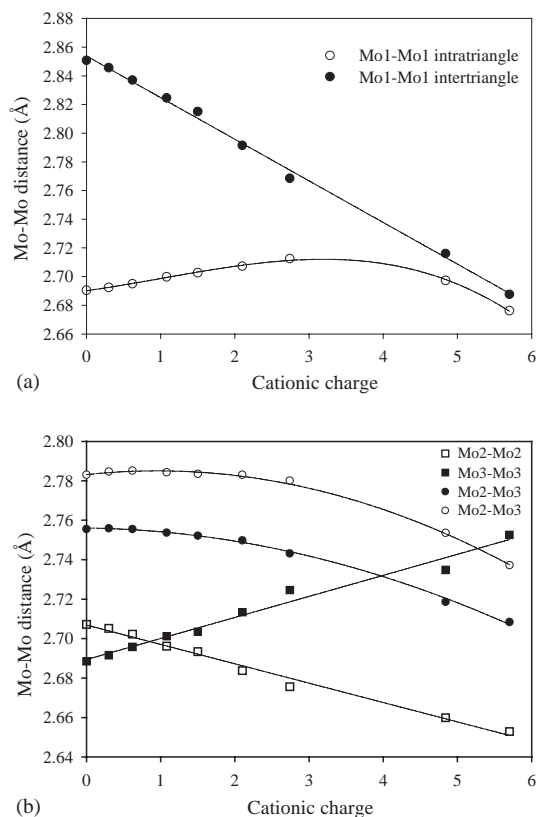 2.88
2.86
2.84
2.82
2.80
2.78
2.76
2.74
2.72
2.70
2.68
2.66
Mo-Mo distance (Å)
Mo1-Mo1 intratriangle
Mo1-Mo1 intertriangle
0 1 2 3 4 5 6
(a) Cationic charge
2.80
2.78
2.76
2.74
2.72
2.70
2.68
2.66
2.64
Mo-Mo distance (Å)
Mo2-Mo2
Mo3-Mo3
Mo2-Mo3
Mo2-Mo3
0 1 2 3 4 5 6
(b) Cationic charge